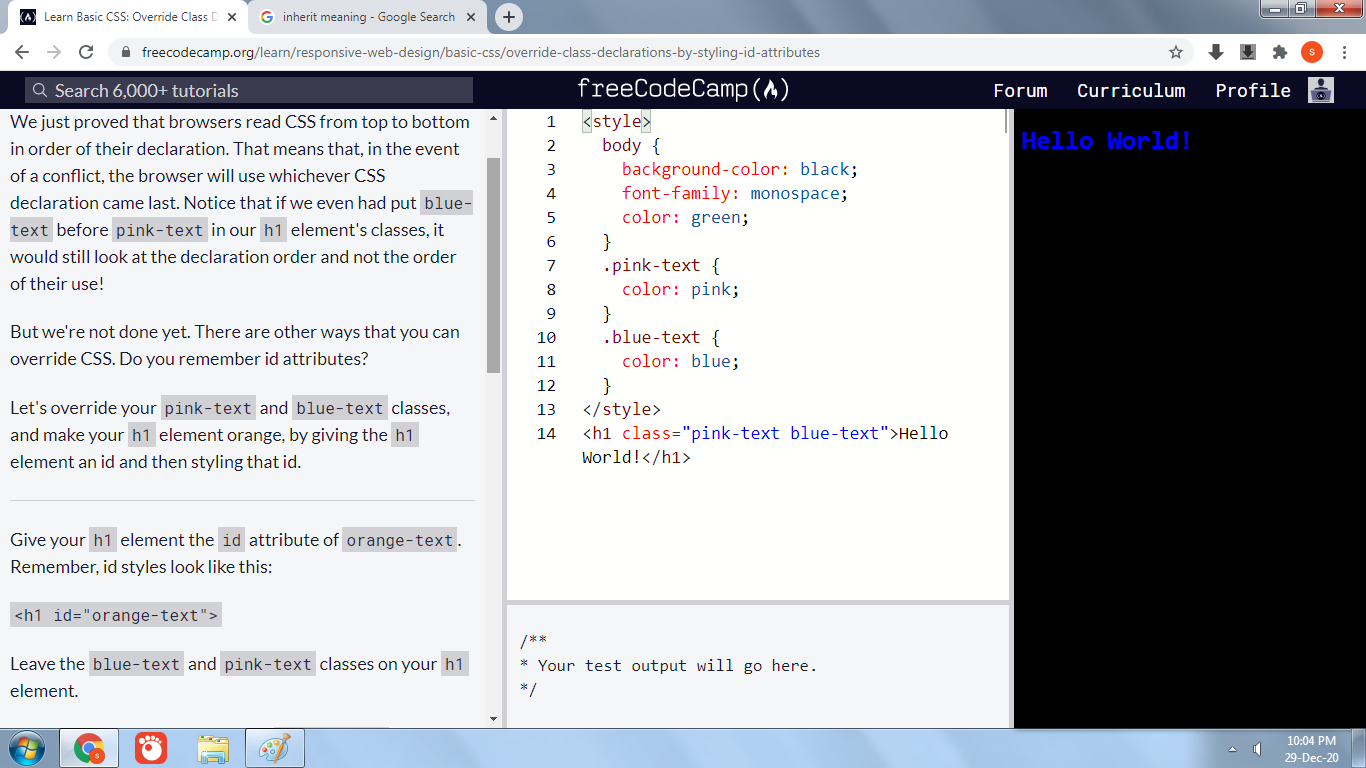 Learn Basic CSS: Override Class D
inherit meaning - Google Search
freecodecamp.org/learn/responsive-web-design/basic-css/override-class-declarations-by-styling-id-attributes
S
Search 6,000+ tutorials
freeCodeCamp
Forum
Curriculum
Profile
We just proved that browsers read CSS from top to bottom
in order of their declaration. That means that, in the event
of a conflict, the browser will use whichever CSS
declaration came last. Notice that if we even had put blue-
text before pink-text in our h1 element's classes, it
would still look at the declaration order and not the order
of their use!
But we're not done yet. There are other ways that you can
override CSS. Do you remember id attributes?
Let's override your pink-text and blue-text classes,
and make your h1 element orange, by giving the h1
element an id and then styling that id.
Give your h1 element the id attribute of orange-text.
Remember, id styles look like this:
<h1 id="orange-text">
Leave the blue-text and pink-text classes on your h1
element.
1 <style>
2 body {
3 background-color: black;
4 font-family: monospace;
5 color: green;
6 }
7 .pink-text {
8 color: pink;
9 }
10 .blue-text {
11 color: blue;
12 }
13 </style>
14 <h1 class="pink-text blue-text">Hello
World!</h1>
/**
* Your test output will go here.
*/
Hello World!
S
10:04 PM
29-Dec-20